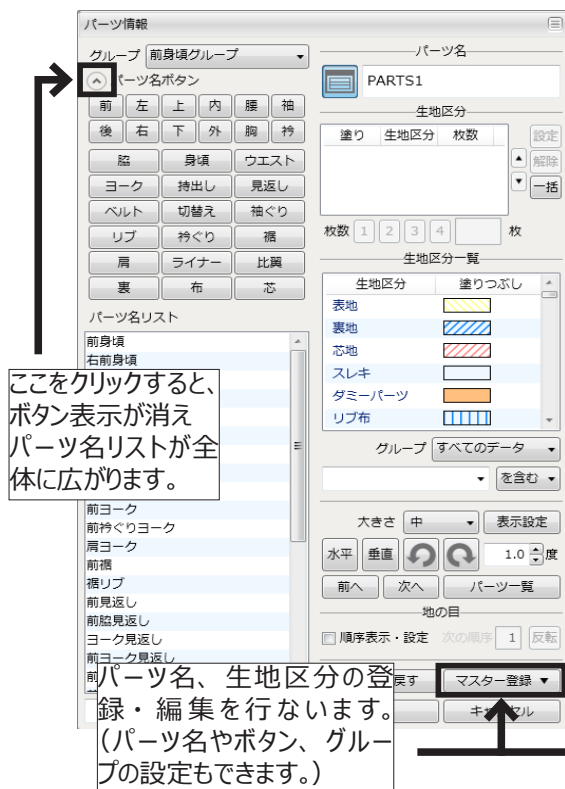 パーツ情報
グループ 前身頃グループ
パーツ名ボタン
前 左 上 内 腰 袖
後 右 下 外 胸 衿
脇 身頃 ウエスト
ヨーク 持出し 見返し
ベルト 切替え 袖ぐり
リブ 衿ぐり 裾
肩 ライナー 比翼
裏 布 芯
パーツ名リスト
前身頃
右前身頃
ここをクリックすると、
ボタン表示が消え
パーツ名リストが全
体に広がります。
前ヨーク
前衿ぐりヨーク
肩ヨーク
前裾
裾リブ
前見返し
前脇見返し
ヨーク見返し
前ヨーク見返し
パーツ名
PARTS1
生地区分
塗り 生地区分 枚数
設定
解除
一括
枚数 1 2 3 4 枚
生地区分一覧
生地区分 塗りつぶし
表地
裏地
芯地
スレキ
ダミーパーツ
リブ布
グループ すべてのデータ
を含む
大きさ 中 表示設定
水平 垂直 1.0 度
前へ 次へ パーツ一覧
地の目
順序表示・設定 次の順序 1 反転
戻す マスター登録 ▼
パーツ名、生地区分の登
録・編集を行ないます。
(パーツ名やボタン、グルー
プの設定もできます。)